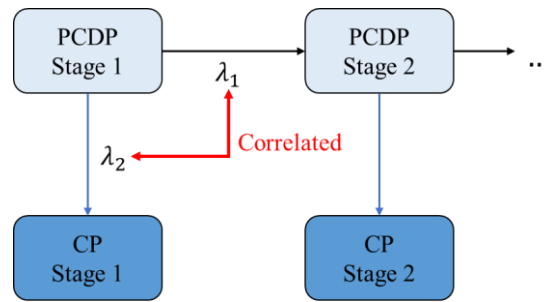 PCDP
Stage 1
PCDP
Stage 2
..
λ₁
λ₂
Correlated
CP
Stage 1
CP
Stage 2